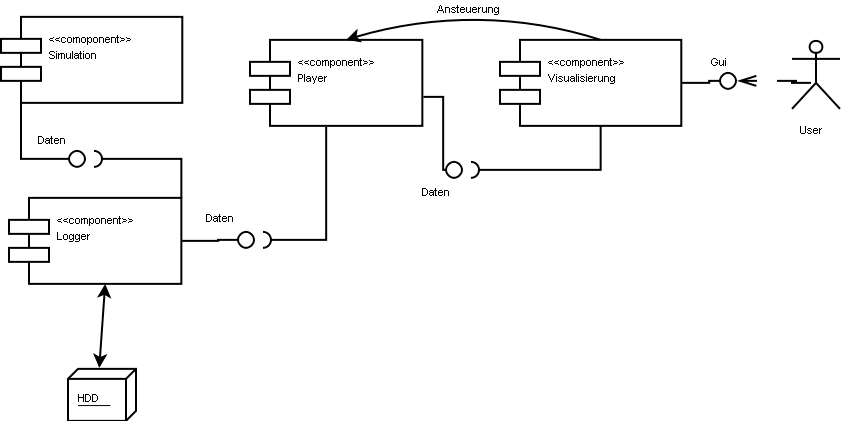 Ansteuerung
<<comoponent>>
Simulation
<<component>>
Player
<<component>>
Visualisierung
Gui
User
Daten
Daten
<<component>>
Logger
Daten
HDD